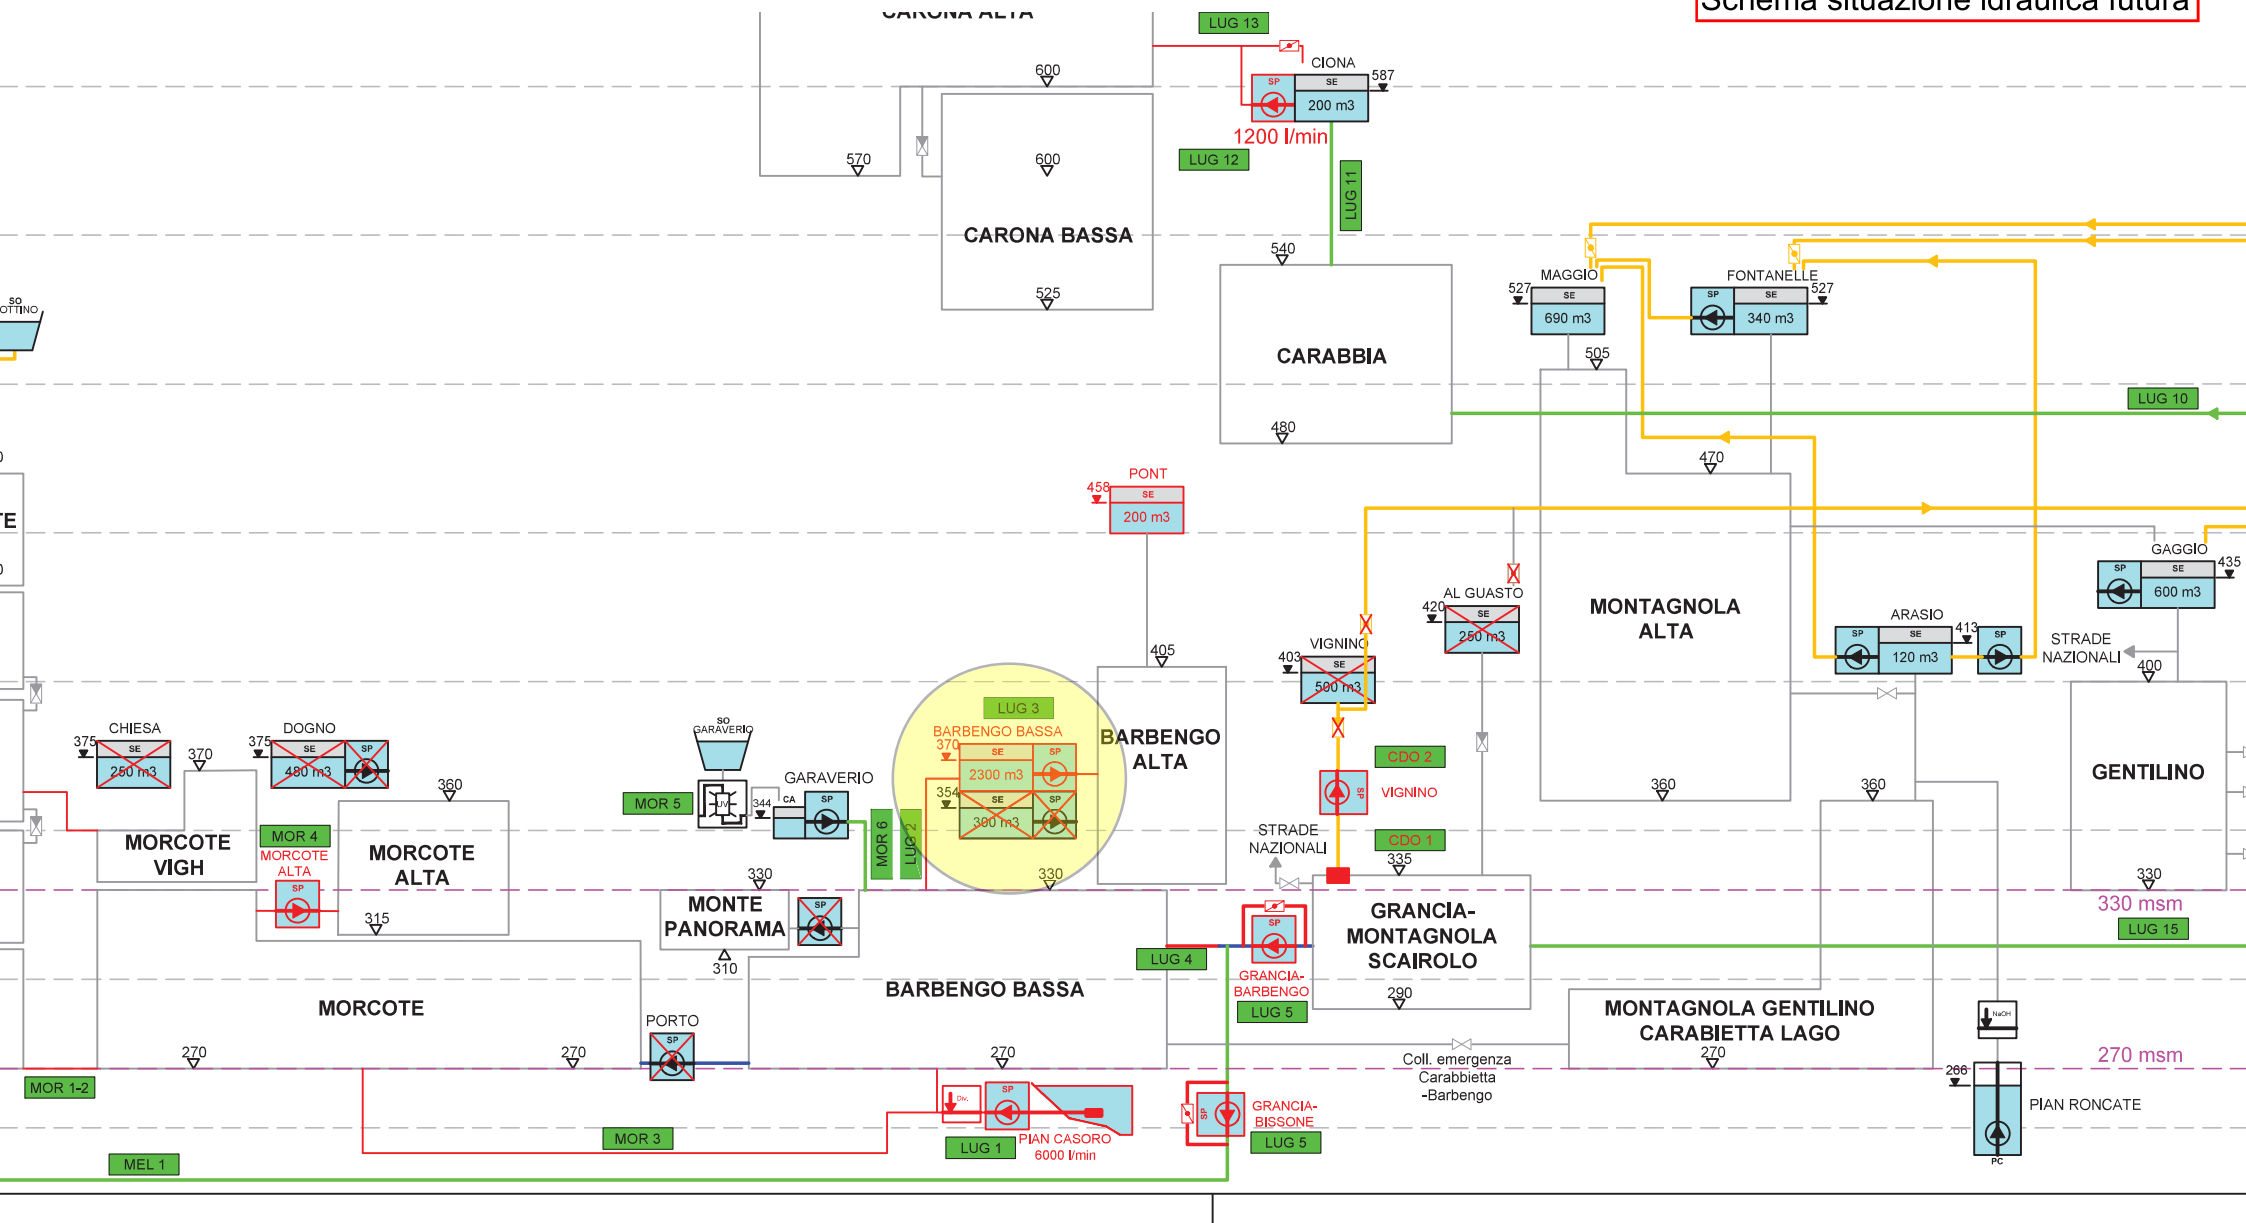 Schema situazione idraulica futura
CARONA ALTA
LUG 13
CIONA
587
SP
SE
200 m3
1200 l/min
600
570
600
LUG 12
LUG 11
CARONA BASSA
525
540
CARABBIA
480
MAGGIO
527
SE
690 m3
FONTANELLE
527
SP
SE
340 m3
505
LUG 10
470
SO
OTTINO
PONT
458
SE
200 m3
GAGGIO
435
SP
SE
600 m3
AL GUASTO
420
SE
250 m3
MONTAGNOLA
ALTA
ARASIO
413
SP
SE
120 m3
SP
STRADE
NAZIONALI
400
VIGNINO
403
SE
500 m3
405
BARBENGO
ALTA
LUG 3
BARBENGO BASSA
370
SE
SP
2300 m3
354
SE
SP
300 m3
CHIESA
375
SE
250 m3
370
DOGNO
375
SE
SP
480 m3
360
SO
GARAVERIO
UV
MOR 5
GARAVERIO
344
CA
SP
MOR 6
LUG 2
CDO 2
SP
VIGNINO
360
360
GENTILINO
MORCOTE
VIGH
MOR 4
MORCOTE
ALTA
SP
MORCOTE
ALTA
315
STRADE
NAZIONALI
CDO 1
335
330
MONTE
PANORAMA
310
SP
330
330
330 msm
LUG 15
LUG 4
SP
GRANCIA-
BARBENGO
LUG 5
GRANCIA-
MONTAGNOLA
SCAIROLO
290
BARBENGO BASSA
MORCOTE
MONTAGNOLA GENTILINO
CARABIETTA LAGO
NaOH
PORTO
SP
270
270
270
270
270 msm
Coll. emergenza
Carabbietta
-Barbengo
MOR 1-2
Div.
SP
PIAN CASORO
6000 l/min
LUG 1
MOR 3
SP
GRANCIA-
BISSONE
LUG 5
266
PIAN RONCATE
PC
MEL 1